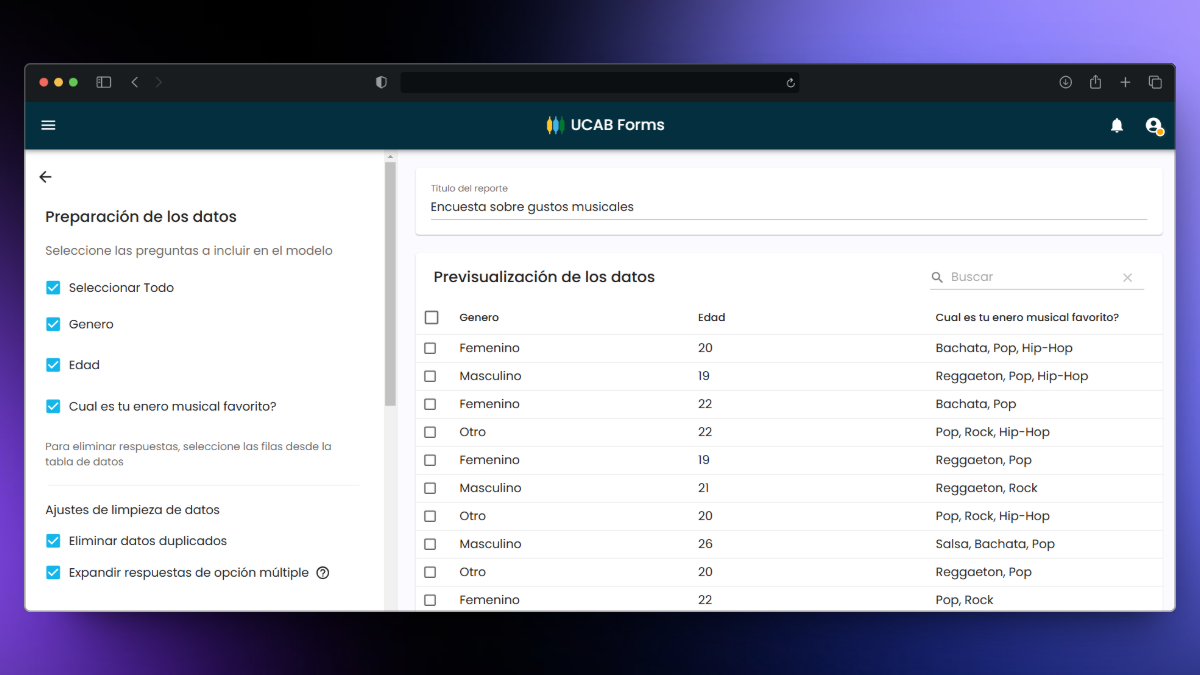 UCAB Forms
Preparación de los datos
Seleccione las preguntas a incluir en el modelo
Seleccionar Todo
Genero
Edad
Cual es tu enero musical favorito?
Para eliminar respuestas, seleccione las filas desde la
tabla de datos
Ajustes de limpieza de datos
Eliminar datos duplicados
Expandir respuestas de opción múltiple
Título del reporte
Encuesta sobre gustos musicales
Previsualización de los datos
Buscar
Genero Edad Cual es tu enero musical favorito?
Femenino 20 Bachata, Pop, Hip-Hop
Masculino 19 Reggaeton, Pop, Hip-Hop
Femenino 22 Bachata, Pop
Otro 22 Pop, Rock, Hip-Hop
Femenino 19 Reggaeton, Pop
Masculino 21 Reggaeton, Rock
Otro 20 Pop, Rock, Hip-Hop
Masculino 26 Salsa, Bachata, Pop
Otro 20 Reggaeton, Pop
Femenino 22 Pop, Rock